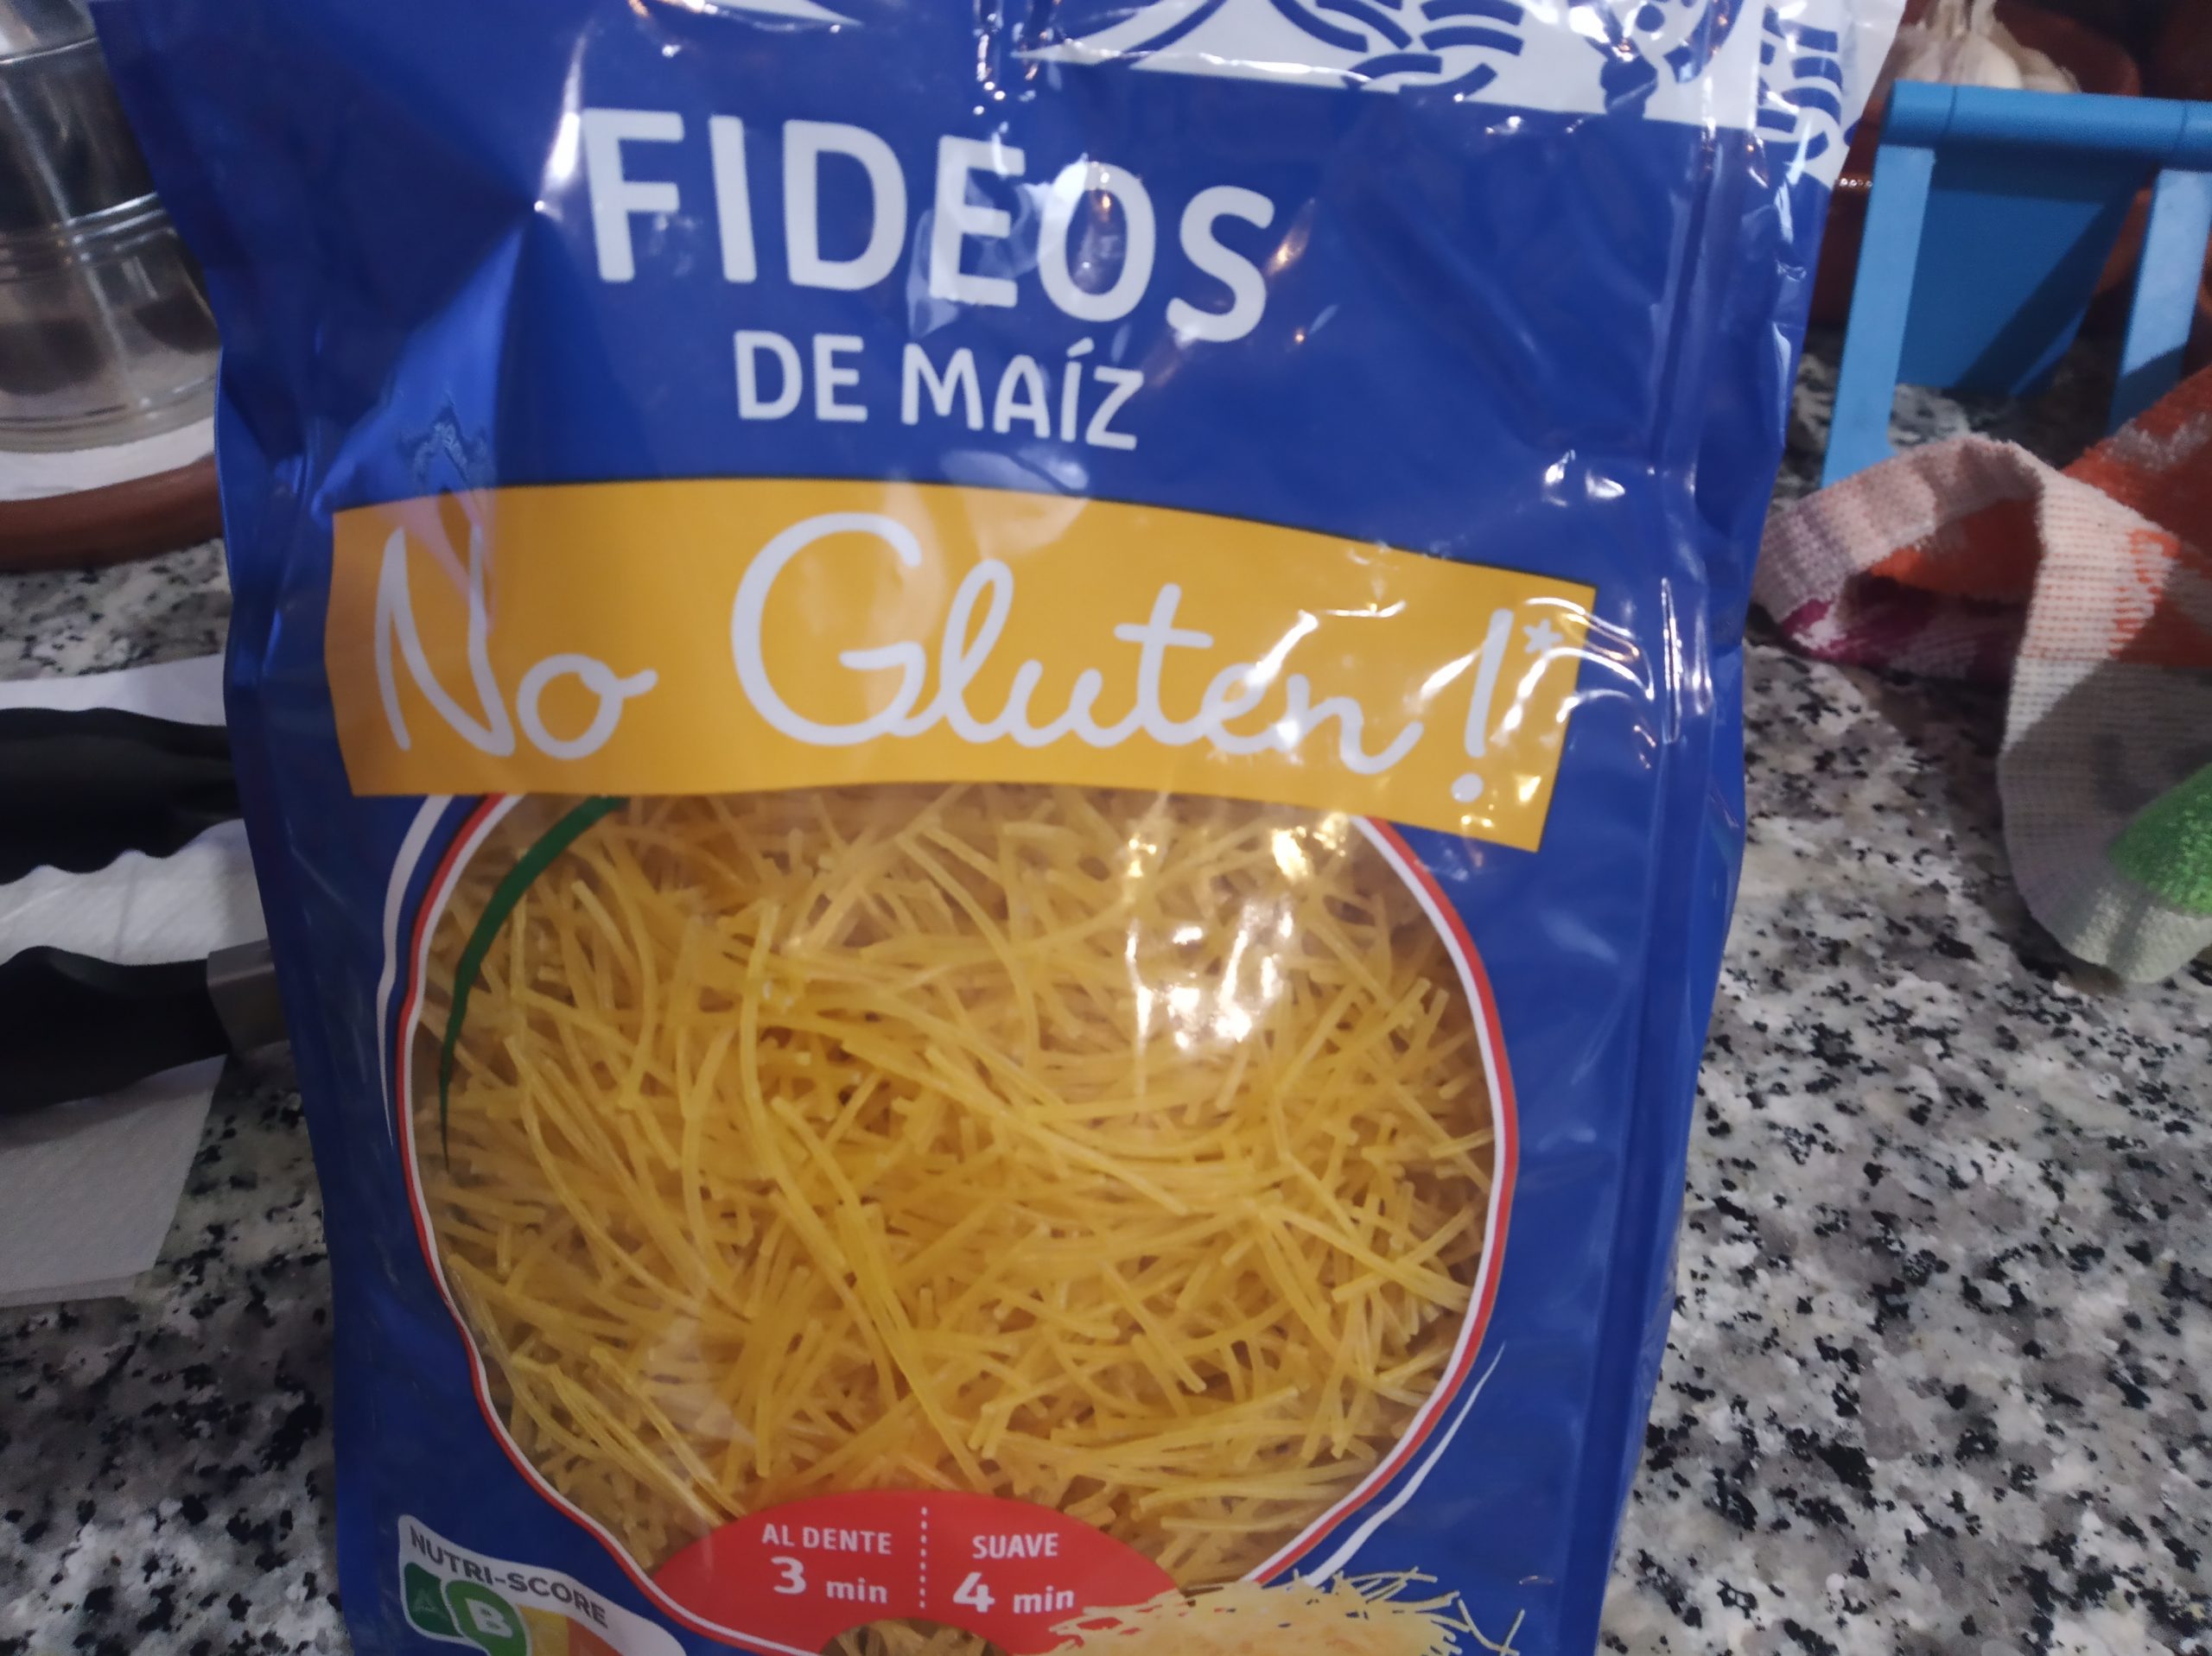 FIDEOS
DE MAÍZ
No Gluten!*
AL DENTE
3 min
SUAVE
4 min
NUTRI-SCORE
A B